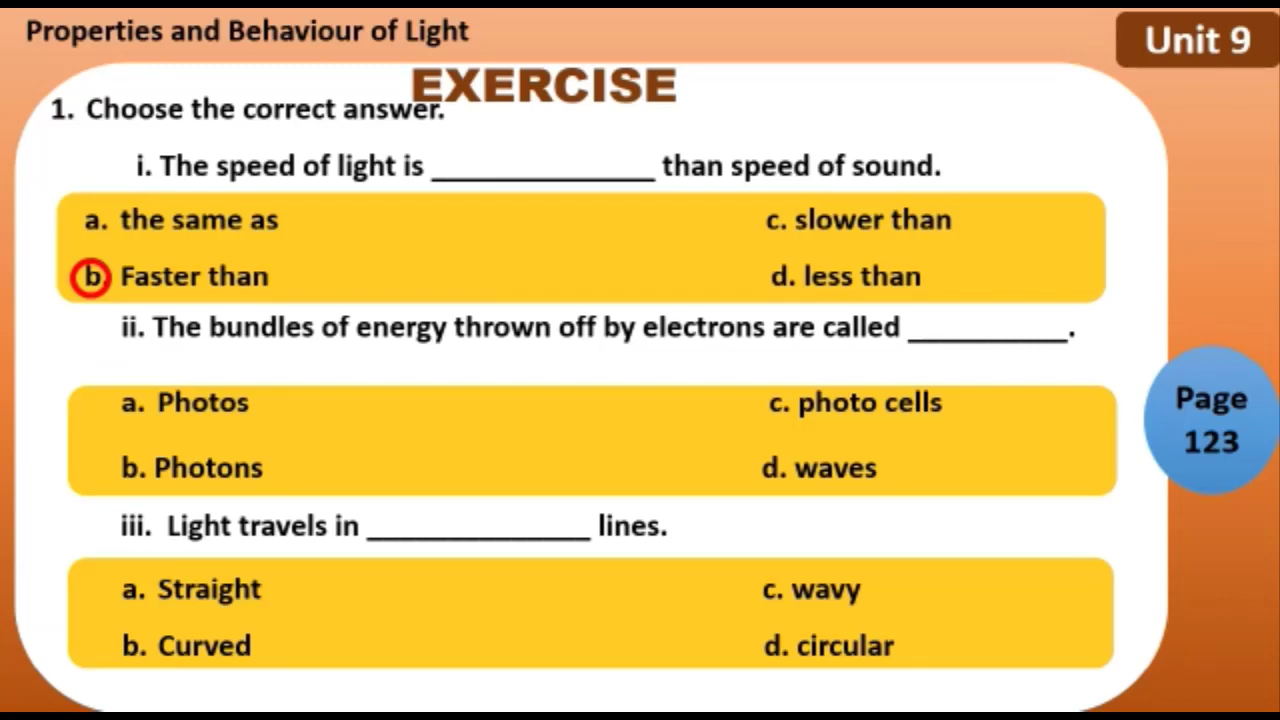 Properties and Behaviour of Light
Unit 9
EXERCISE
1. Choose the correct answer.
i. The speed of light is ______________ than speed of sound.
a. the same as
c. slower than
b. Faster than
d. less than
ii. The bundles of energy thrown off by electrons are called __________.
a. Photos
c. photo cells
b. Photons
d. waves
Page
123
iii. Light travels in ______________ lines.
a. Straight
c. wavy
b. Curved
d. circular